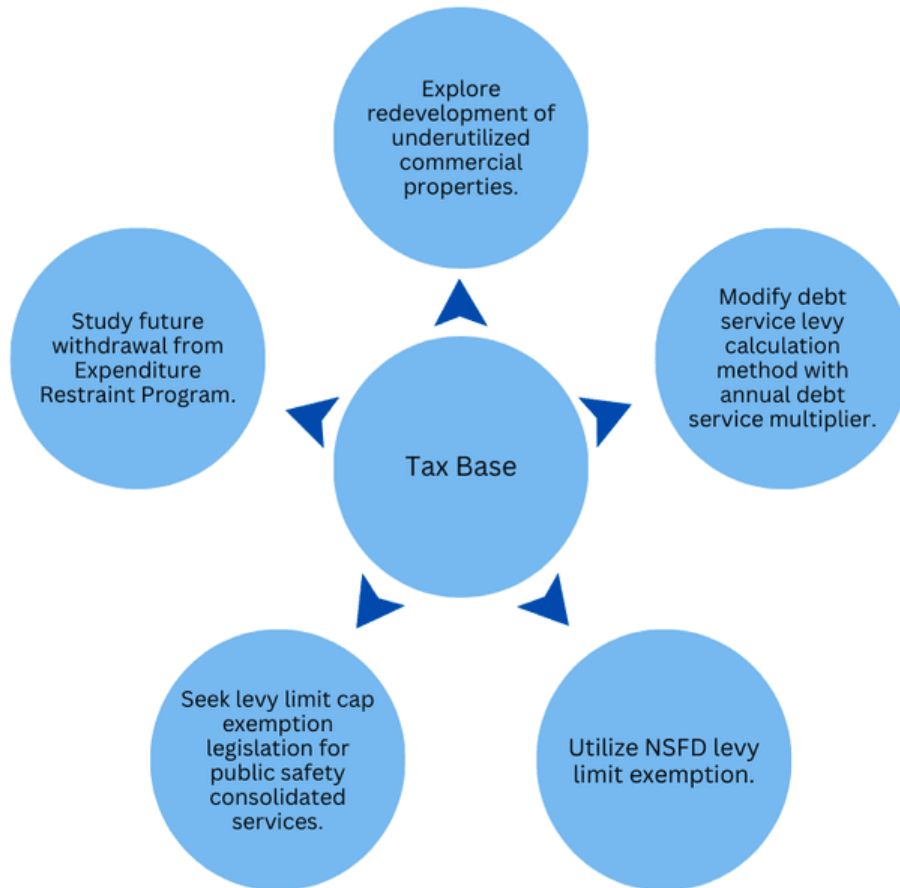 Explore
redevelopment of
underutilized
commercial
properties.
Modify debt
service levy
calculation
method with
annual debt
service multiplier.
Study future
withdrawal from
Expenditure
Restraint Program.
Tax Base
Seek levy limit cap
exemption
legislation for
public safety
consolidated
services.
Utilize NSFD levy
limit exemption.